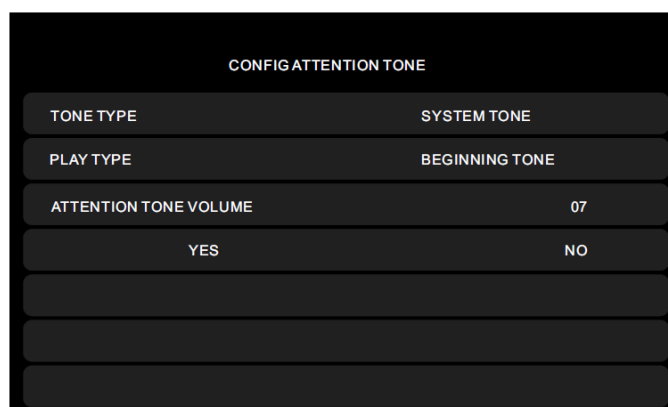 CONFIG ATTENTION TONE
TONE TYPE SYSTEM TONE
PLAY TYPE BEGINNING TONE
ATTENTION TONE VOLUME 07
YES NO